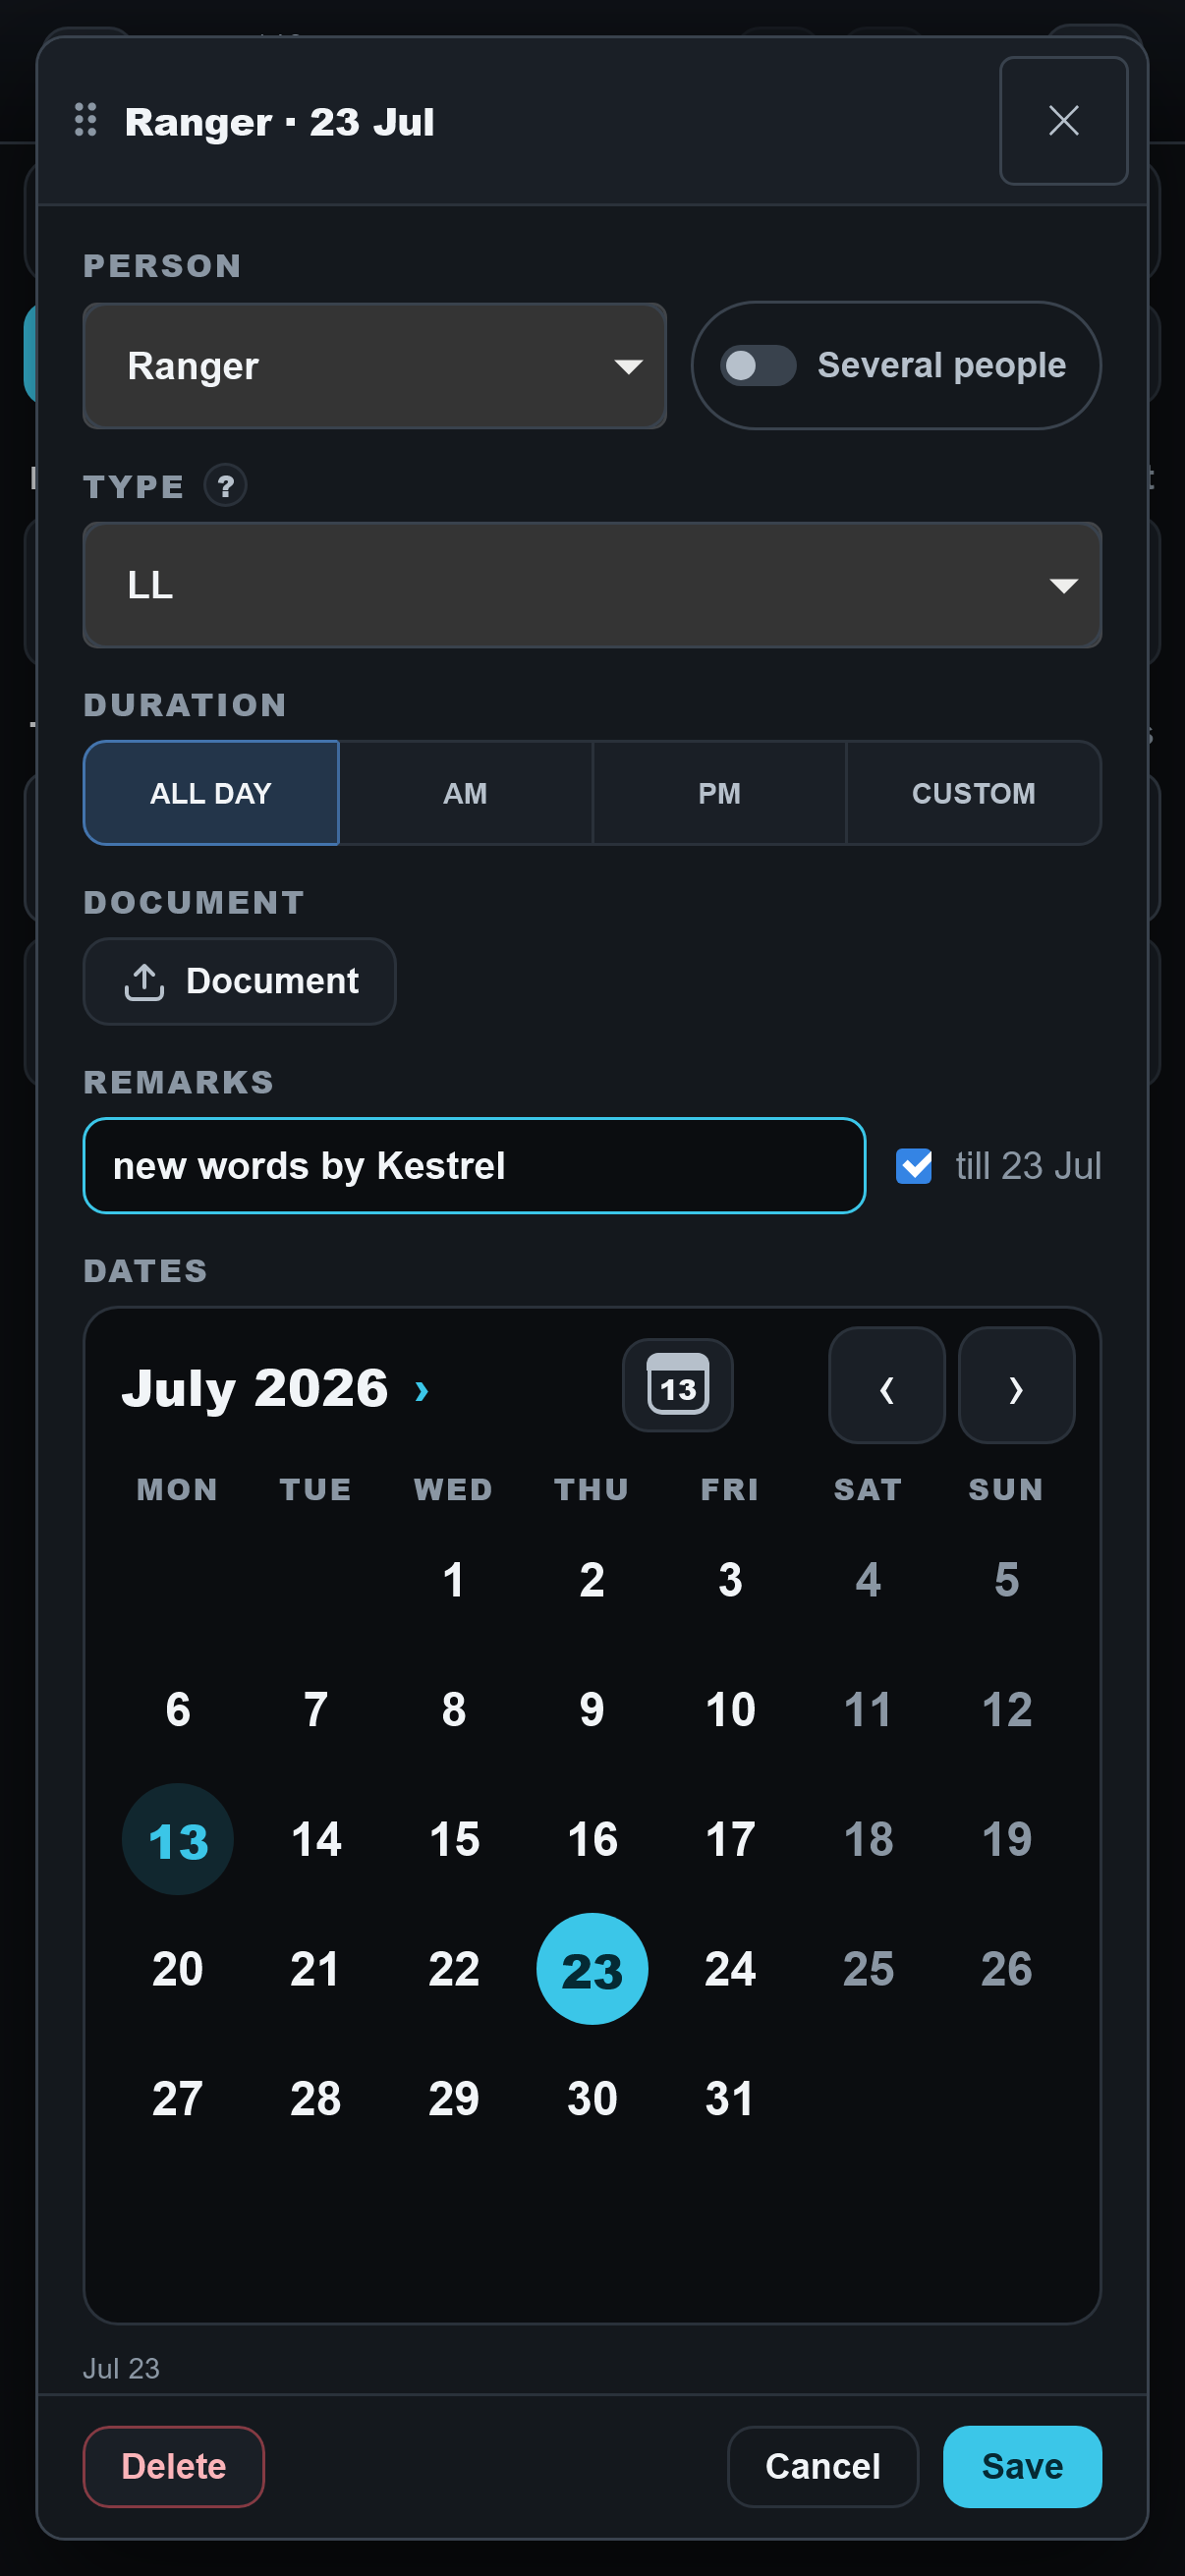 Ranger · 23 Jul
PERSON
Ranger
Several people
TYPE ?
LL
DURATION
ALL DAY AM PM CUSTOM
DOCUMENT
Document
REMARKS
new words by Kestrel
till 23 Jul
DATES
July 2026 ›
13
‹ ›
MON TUE WED THU FRI SAT SUN
1 2 3 4 5
6 7 8 9 10 11 12
13 14 15 16 17 18 19
20 21 22 23 24 25 26
27 28 29 30 31
Jul 23
Delete Cancel Save